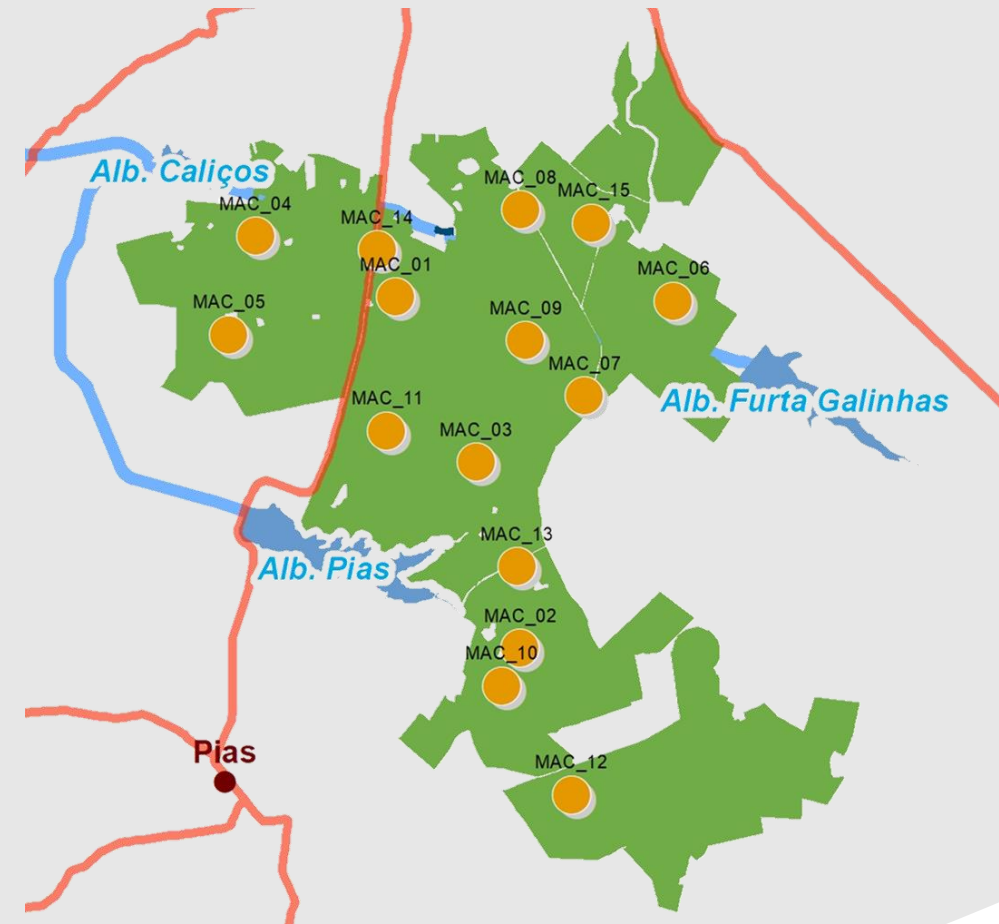 Alb. Caliços
MAC_08
MAC_15
MAC_04
MAC_14
MAC_01
MAC_06
MAC_05
MAC_09
MAC_07
MAC_11
Alb. Furta Galinhas
MAC_03
MAC_13
Alb. Pias
MAC_02
MAC_10
Pias
MAC_12